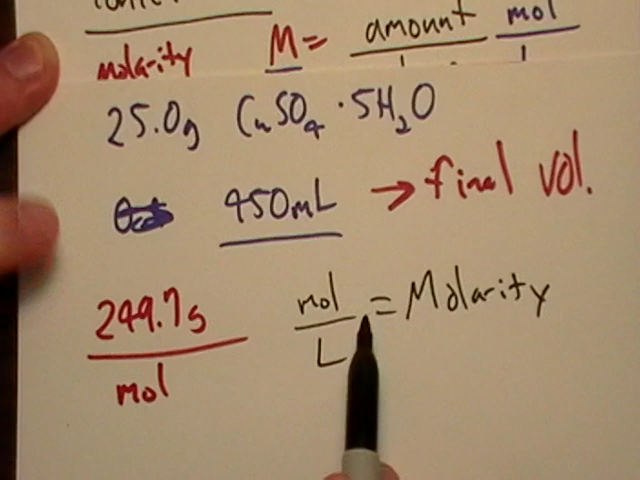 molarity M = amount mol
25.0g CuSO4 · 5H2O
450mL → final vol.
249.7g mol = Molarity
mol L